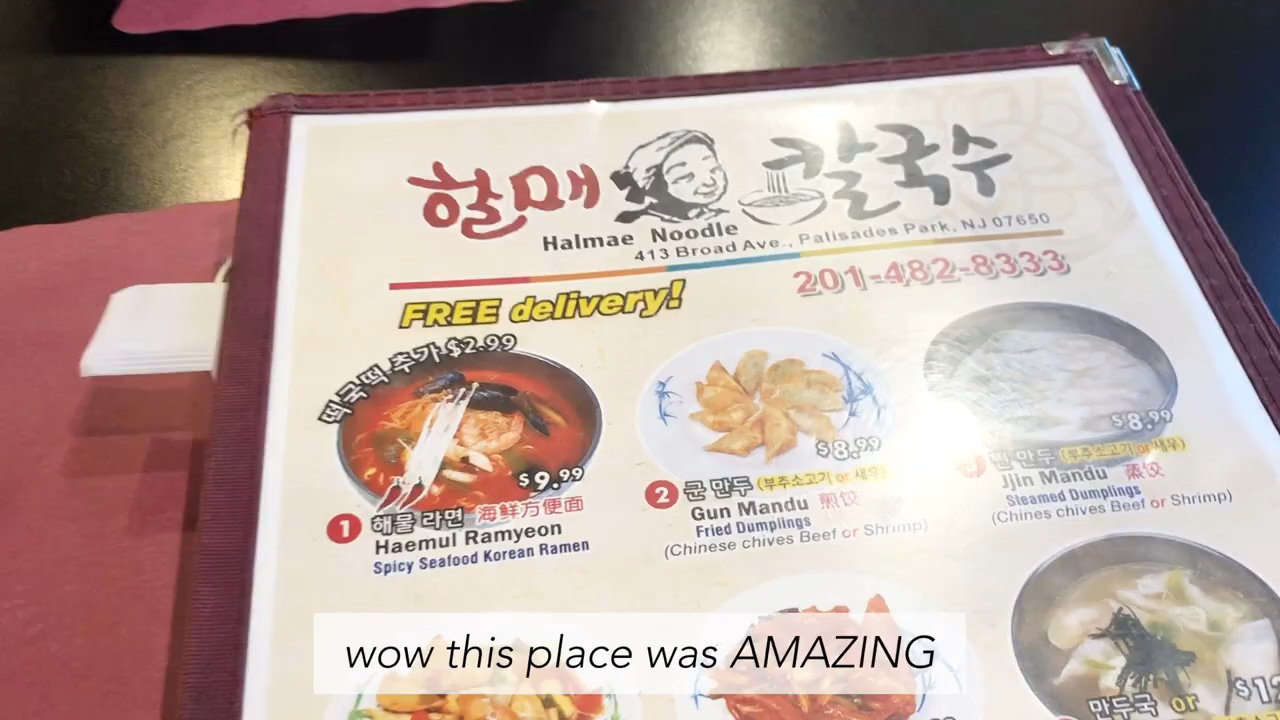 할매 칼국수
Halmae Noodle
413 Broad Ave., Palisades Park, NJ 07650
201-482-8333
FREE delivery!
떡국떡 추가 $2.99
$9.99
1 해물 라면 海鮮方便面
Haemul Ramyeon
Spicy Seafood Korean Ramen
$8.99
2 군 만두 (부추소고기 or 새우)
Gun Mandu 煎饺
Fried Dumplings
(Chinese chives Beef or Shrimp)
$8.99
만두 (부추소고기 or 새우)
Jjin Mandu 蒸饺
Steamed Dumplings
(Chines chives Beef or Shrimp)
만두국 or
wow this place was AMAZING